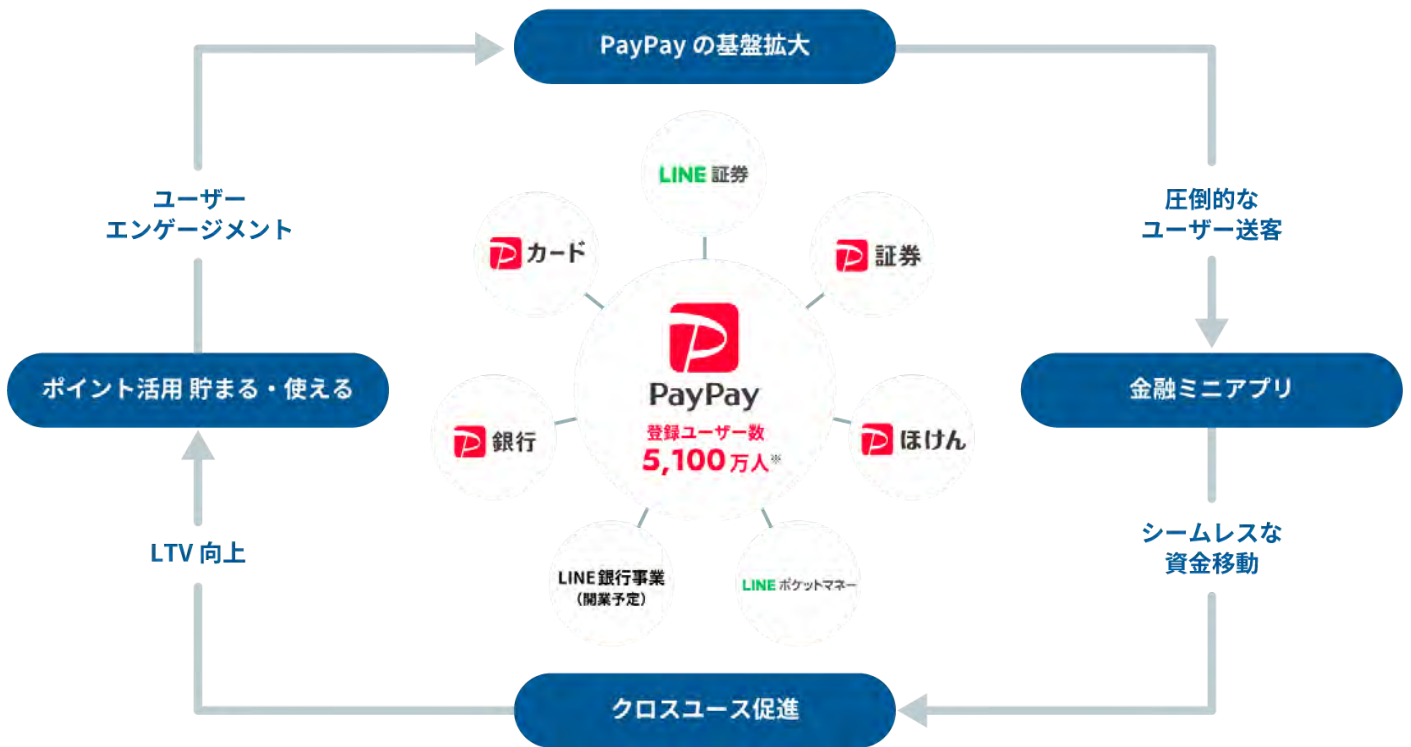 PayPay の基盤拡大
LINE 証券
ユーザー
エンゲージメント
圧倒的な
ユーザー送客
カード
証券
PayPay
登録ユーザー数
5,100万人※
ポイント活用 貯まる・使える
金融ミニアプリ
銀行
ほけん
LTV 向上
シームレスな
資金移動
LINE銀行事業
(開業予定)
LINE ポケットマネー
クロスユース促進